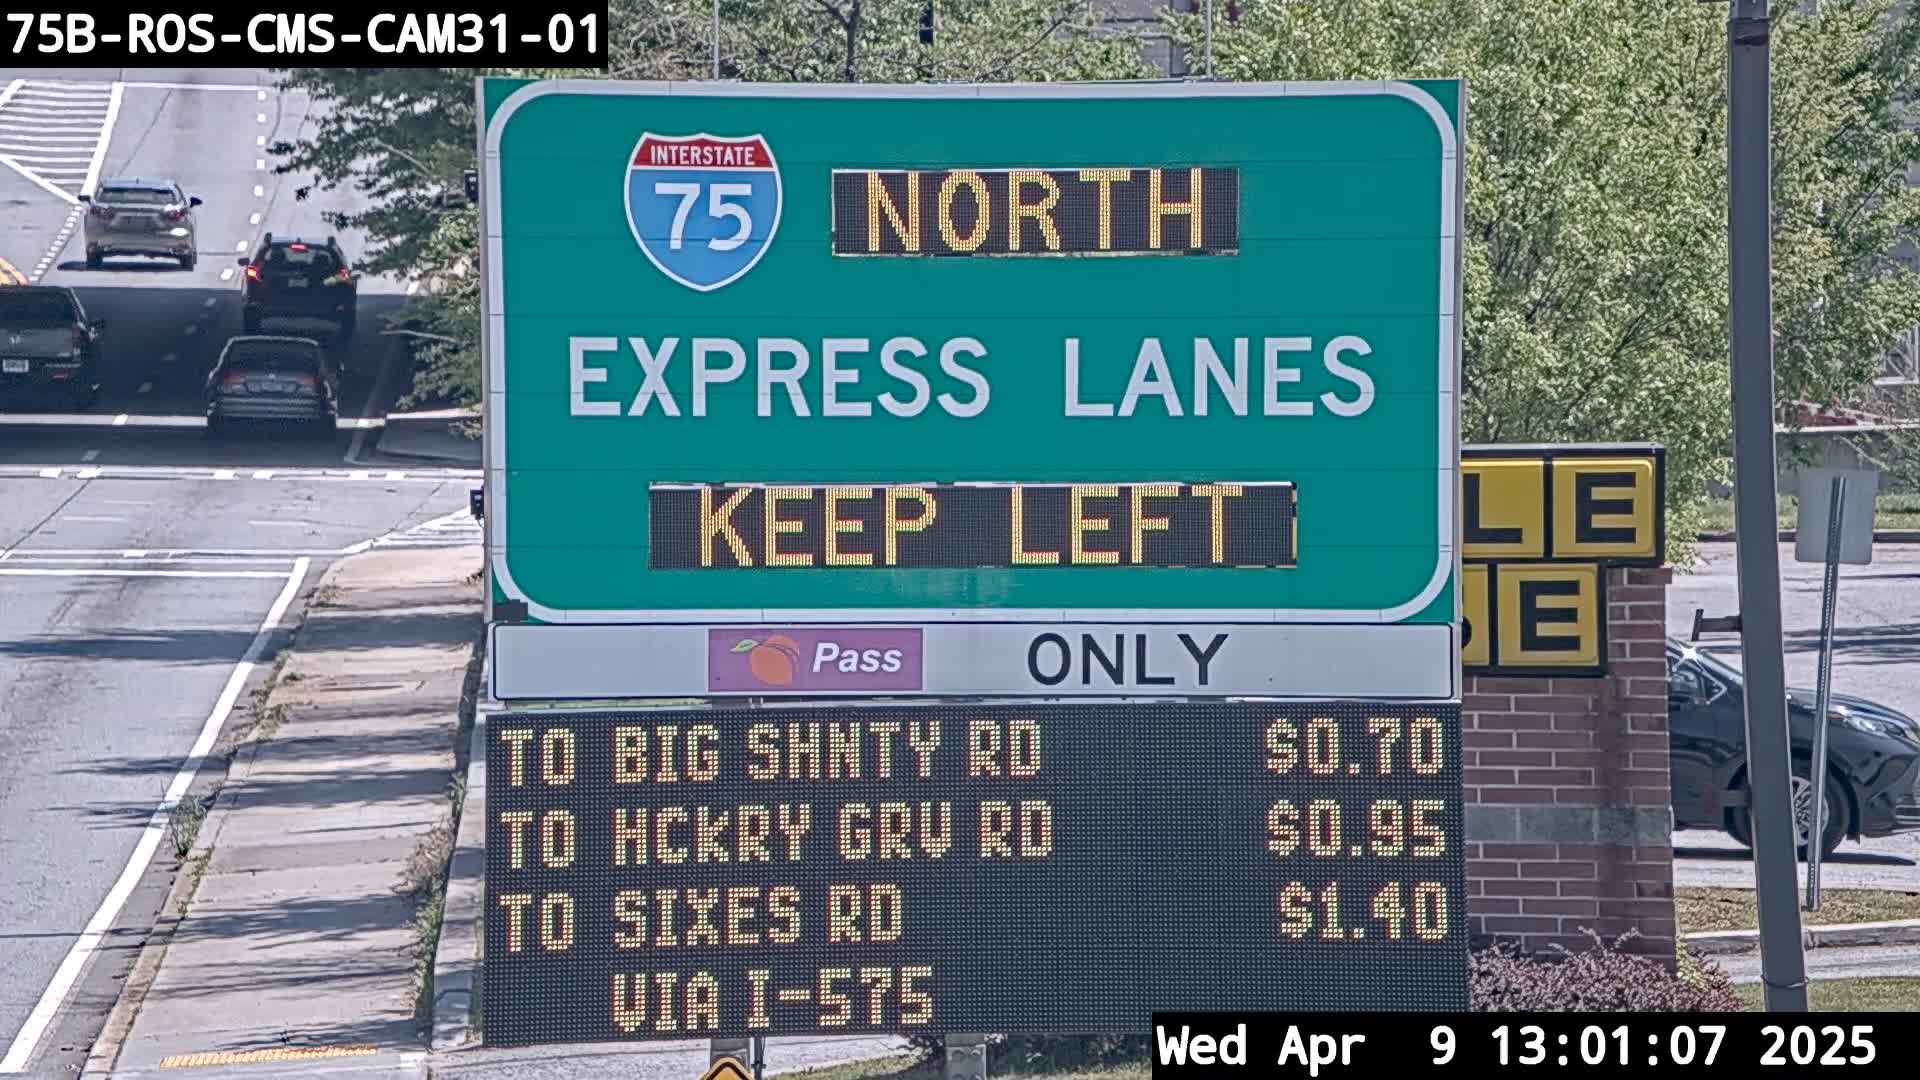 75B-ROS-CMS-CAM31-01
INTERSTATE
75
NORTH
EXPRESS LANES
KEEP LEFT
Pass ONLY
TO BIG SHNTY RD $0.70
TO HCKRY GRV RD $0.95
TO SIXES RD $1.40
VIA I-575
LE
E
Wed Apr 9 13:01:07 2025